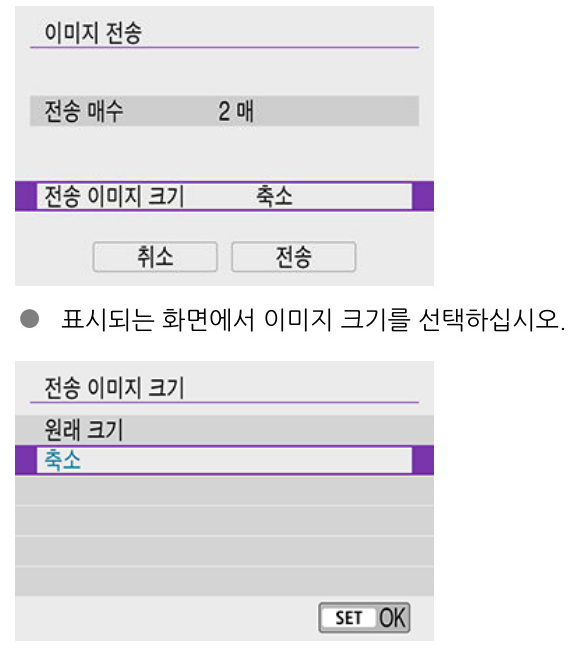 이미지 전송
전송 매수 2 매
전송 이미지 크기 축소
취소 전송
● 표시되는 화면에서 이미지 크기를 선택하십시오.
전송 이미지 크기
원래 크기
축소
SET OK